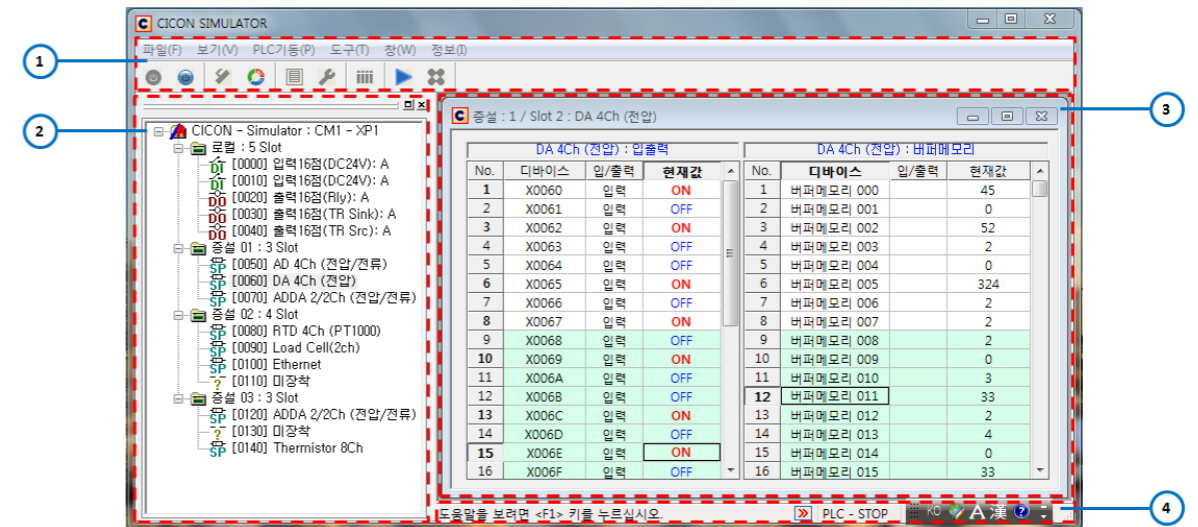 CICON SIMULATOR
파일(F) 보기(V) PLC기동(P) 도구(T) 창(W) 정보(I)
1
2
CICON - Simulator : CM1 - XP1
로컬 : 5 Slot
DI [0000] 입력16점(DC24V): A
DI [0010] 입력16점(DC24V): A
DO [0020] 출력16점(Rly): A
DO [0030] 출력16점(TR Sink): A
DO [0040] 출력16점(TR Src): A
증설 01 : 3 Slot
SP [0050] AD 4Ch (전압/전류)
SP [0060] DA 4Ch (전압)
SP [0070] ADDA 2/2Ch (전압/전류)
증설 02 : 4 Slot
SP [0080] RTD 4Ch (PT1000)
SP [0090] Load Cell(2ch)
SP [0100] Ethernet
? [0110] 미장착
증설 03 : 3 Slot
SP [0120] ADDA 2/2Ch (전압/전류)
? [0130] 미장착
SP [0140] Thermistor 8Ch
3
증설 : 1 / Slot 2 : DA 4Ch (전압)
DA 4Ch (전압) : 입출력
No. 디바이스 입/출력 현재값
1 X0060 입력 ON
2 X0061 입력 OFF
3 X0062 입력 ON
4 X0063 입력 OFF
5 X0064 입력 OFF
6 X0065 입력 ON
7 X0066 입력 OFF
8 X0067 입력 ON
9 X0068 입력 OFF
10 X0069 입력 ON
11 X006A 입력 OFF
12 X006B 입력 OFF
13 X006C 입력 ON
14 X006D 입력 OFF
15 X006E 입력 ON
16 X006F 입력 OFF
DA 4Ch (전압) : 버퍼메모리
No. 디바이스 입/출력 현재값
1 버퍼메모리 000 45
2 버퍼메모리 001 0
3 버퍼메모리 002 52
4 버퍼메모리 003 2
5 버퍼메모리 004 0
6 버퍼메모리 005 324
7 버퍼메모리 006 2
8 버퍼메모리 007 2
9 버퍼메모리 008 2
10 버퍼메모리 009 0
11 버퍼메모리 010 3
12 버퍼메모리 011 33
13 버퍼메모리 012 2
14 버퍼메모리 013 4
15 버퍼메모리 014 0
16 버퍼메모리 015 33
도움말을 보려면 <F1> 키를 누르십시오. PLC - STOP KO A 漢 ?
4